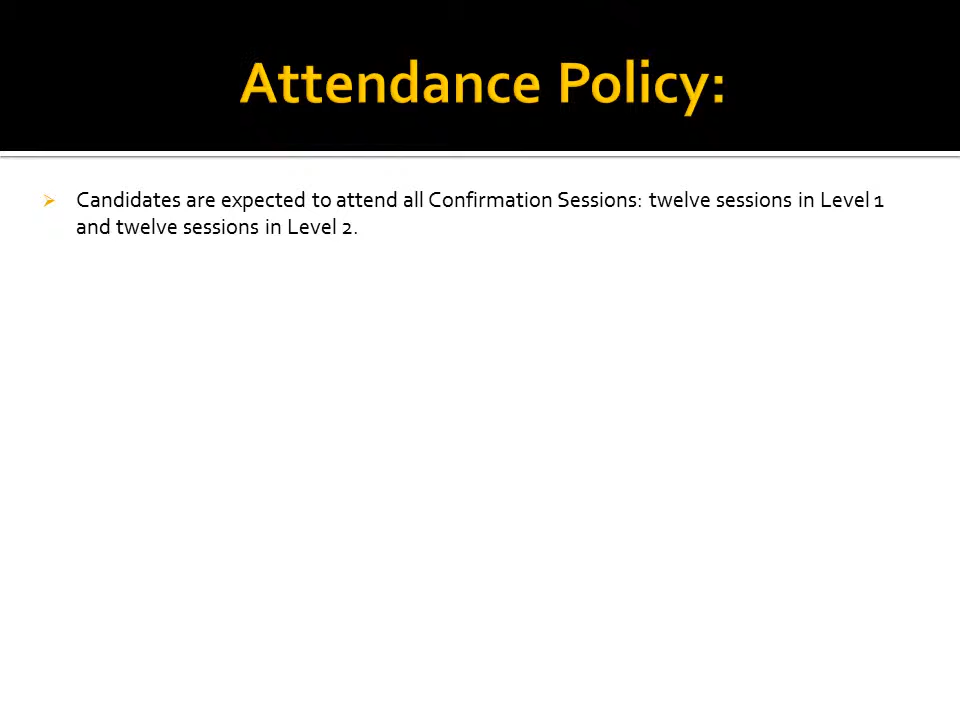 Attendance Policy:
Candidates are expected to attend all Confirmation Sessions: twelve sessions in Level 1
and twelve sessions in Level 2.